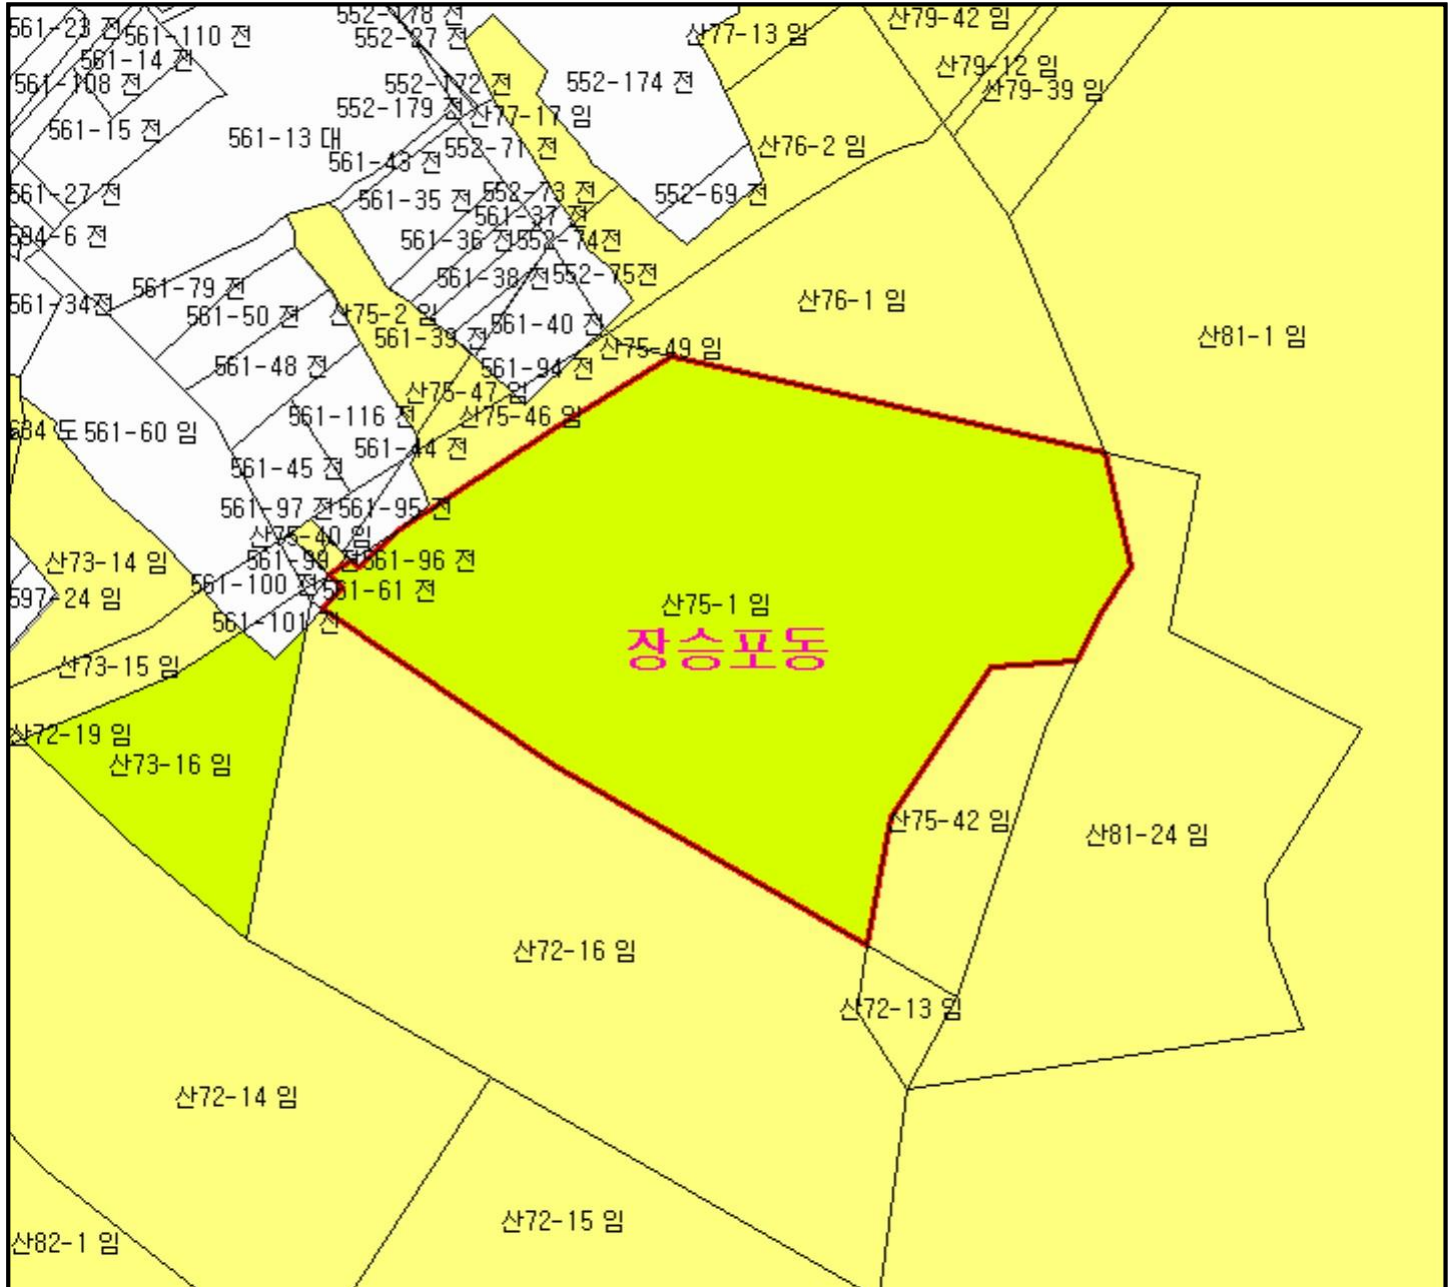 552-178 전
산79-42 임
561-23 전
561-110 전
552-27 전
산77-13 임
561-14 전
산79-12 임
561-108 전
552-172 전
552-174 전
산79-39 임
552-179 전
산77-17 임
561-15 전
561-13 대
552-71 전
산76-2 임
561-43 전
561-27 전
561-35 전
552-73 전
552-69 전
561-37 전
594-6 전
561-36 전
552-74전
561-38 전
552-75전
561-79 전
561-34전
산76-1 임
561-50 전
산75-2 임
561-40 전
산81-1 임
561-39 전
산75-49 임
561-48 전
561-94 전
산75-47 임
561-116 전
산75-46 임
684 도
561-60 임
561-44 전
561-45 전
561-97 전
561-95 전
산75-40 임
산73-14 임
561-99 전
561-96 전
561-100 전
561-61 전
597-24 임
산75-1 임
561-101 전
장승포동
산73-15 임
산72-19 임
산73-16 임
산75-42 임
산81-24 임
산72-16 임
산72-13 임
산72-14 임
산72-15 임
산82-1 임